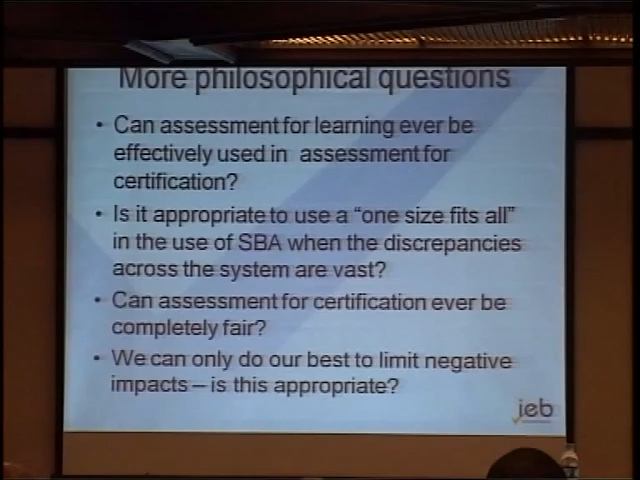 More philosophical questions
• Can assessment for learning ever be
effectively used in assessment for
certification?
• Is it appropriate to use a “one size fits all”
in the use of SBA when the discrepancies
across the system are vast?
• Can assessment for certification ever be
completely fair?
• We can only do our best to limit negative
impacts – is this appropriate?
ieb